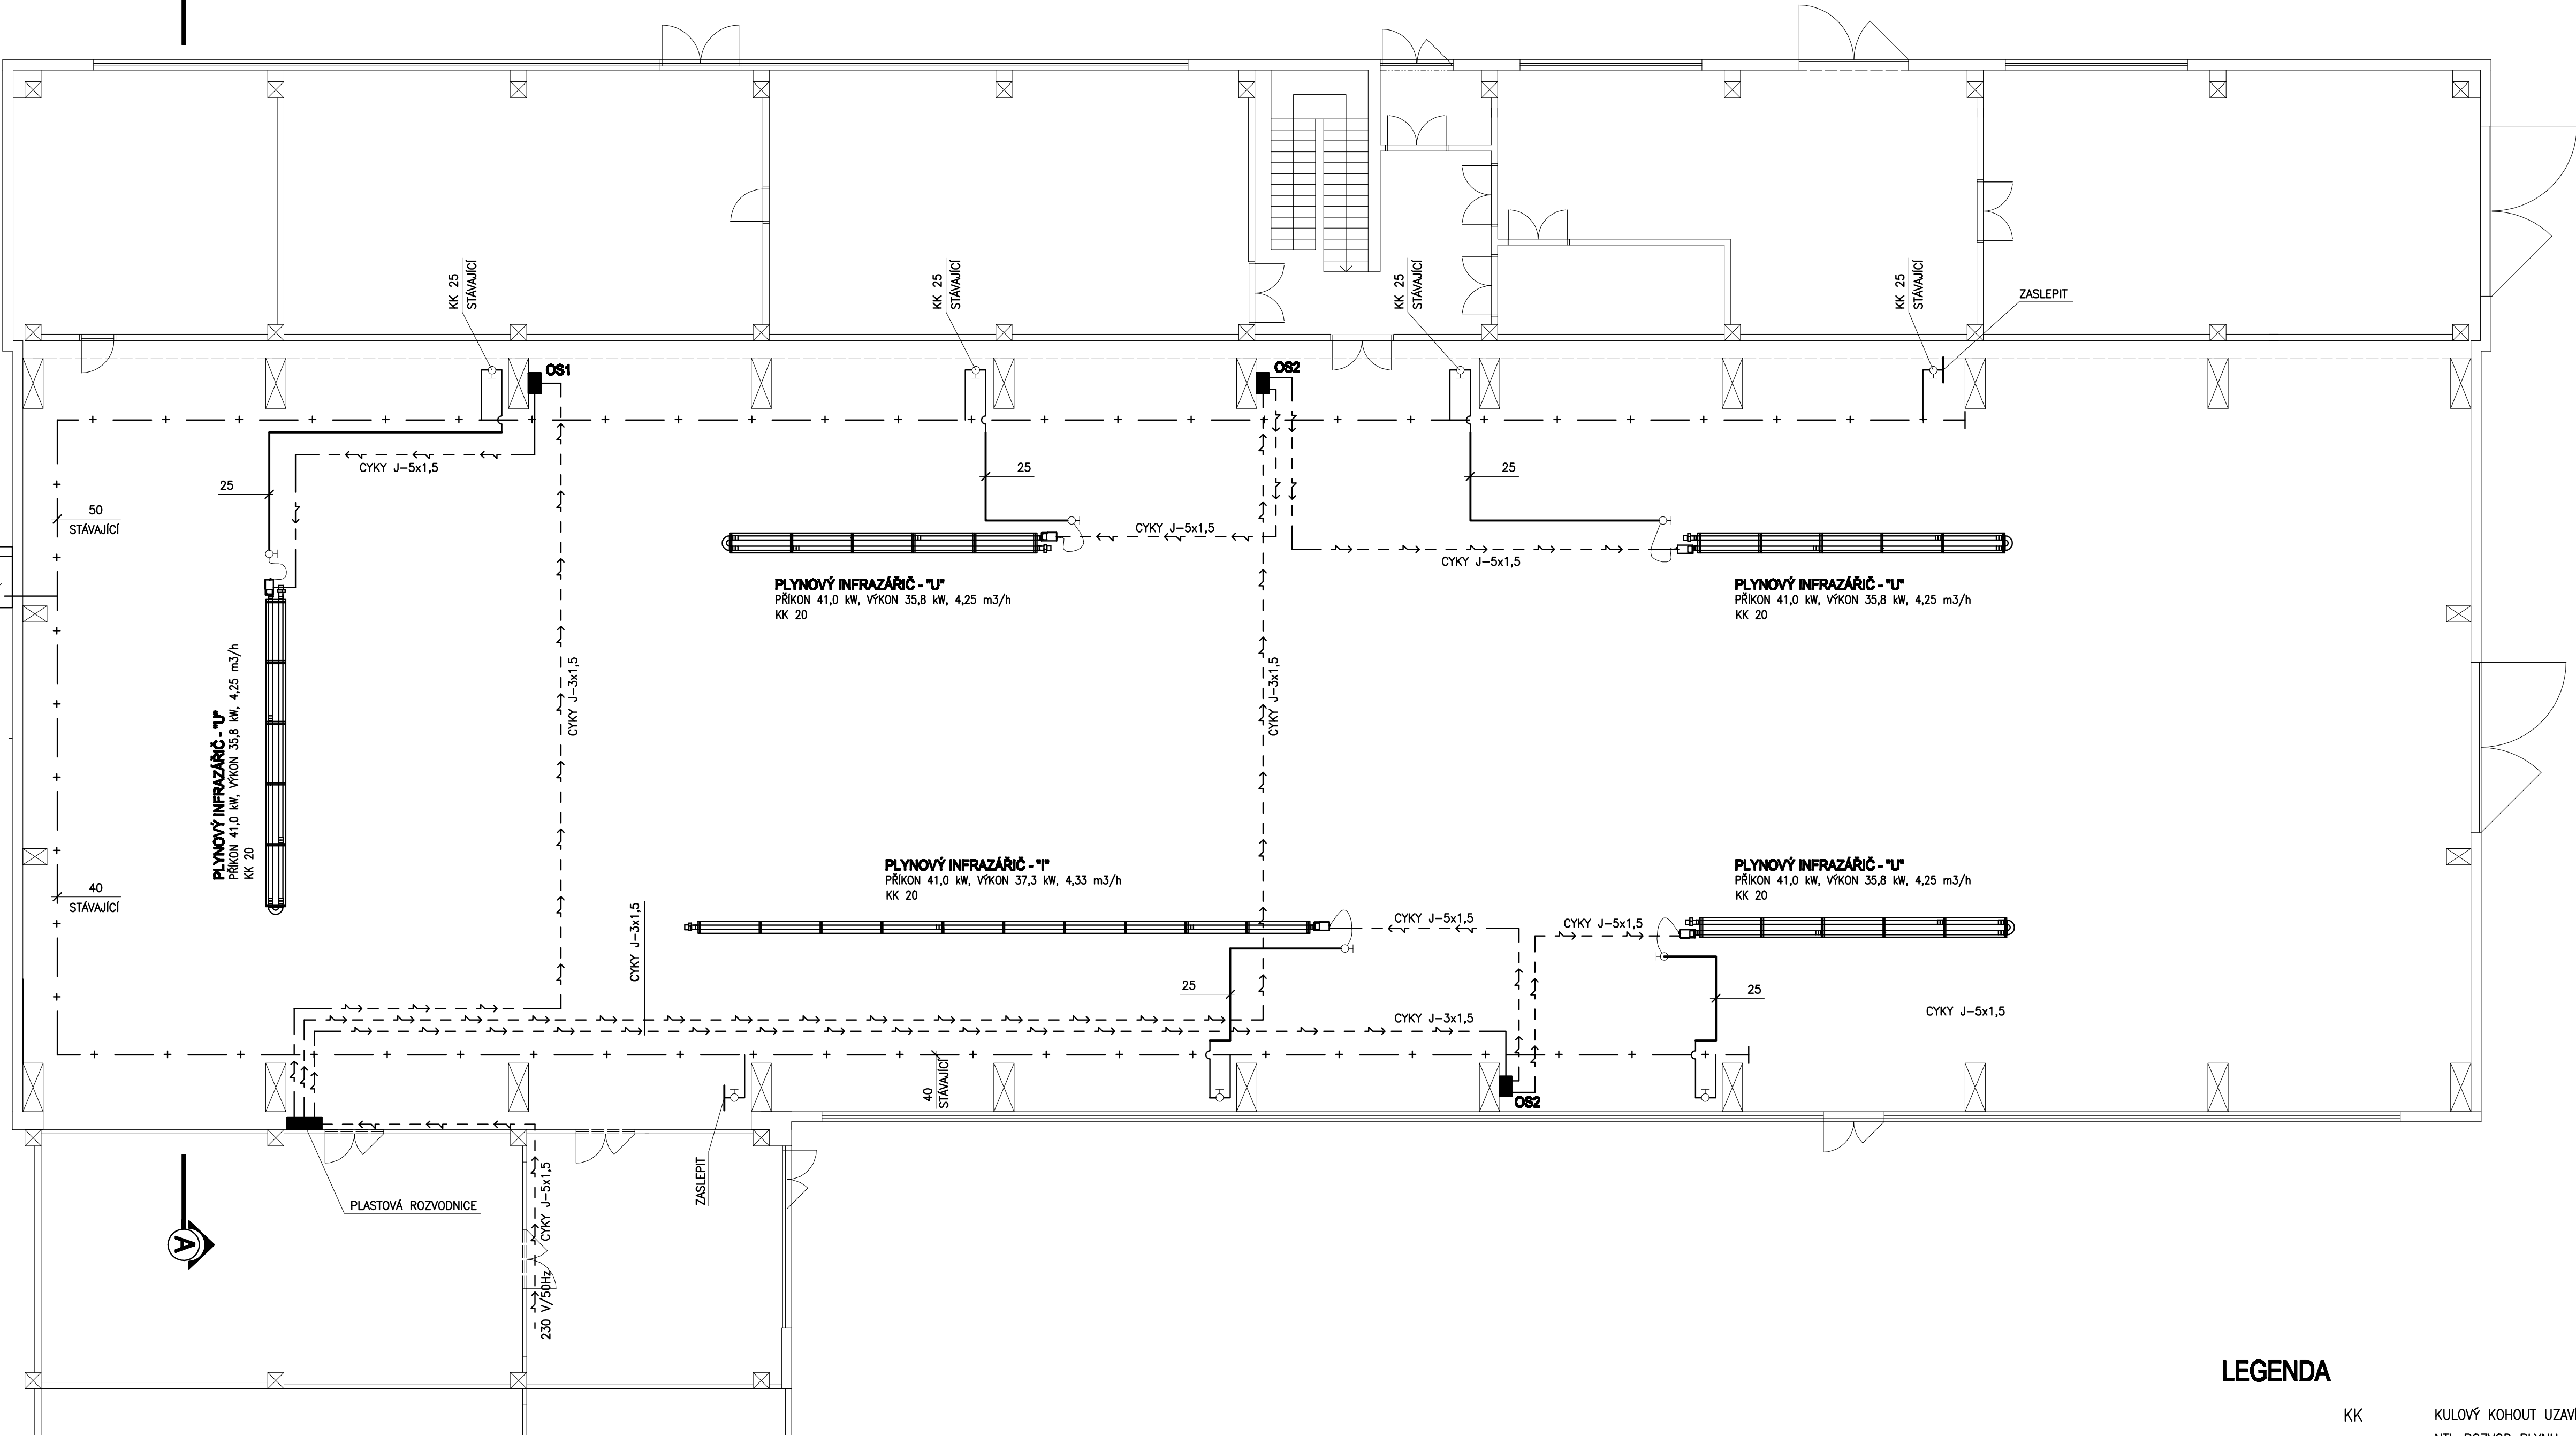 KK 25
STÁVAJÍCÍ
KK 25
STÁVAJÍCÍ
KK 25
STÁVAJÍCÍ
KK 25
STÁVAJÍCÍ
ZASLEPIT
OS1
OS2
CYKY J-5x1,5
25
25
25
50
STÁVAJÍCÍ
CYKY J-5x1,5
CYKY J-5x1,5
PLYNOVÝ INFRAZÁŘIČ - "U"
PŘÍKON 41,0 kW, VÝKON 35,8 kW, 4,25 m3/h
KK 20
PLYNOVÝ INFRAZÁŘIČ - "U"
PŘÍKON 41,0 kW, VÝKON 35,8 kW, 4,25 m3/h
KK 20
PLYNOVÝ INFRAZÁŘIČ - "U"
PŘÍKON 41,0 kW, VÝKON 35,8 kW, 4,25 m3/h
KK 20
CYKY J-3x1,5
CYKY J-3x1,5
PLYNOVÝ INFRAZÁŘIČ - "I"
PŘÍKON 41,0 kW, VÝKON 37,3 kW, 4,33 m3/h
KK 20
PLYNOVÝ INFRAZÁŘIČ - "U"
PŘÍKON 41,0 kW, VÝKON 35,8 kW, 4,25 m3/h
KK 20
40
STÁVAJÍCÍ
CYKY J-3x1,5
CYKY J-5x1,5
CYKY J-5x1,5
25
25
CYKY J-3x1,5
CYKY J-5x1,5
40
STÁVAJÍCÍ
OS2
ZASLEPIT
PLASTOVÁ ROZVODNICE
CYKY J-5x1,5
230 V/50Hz
A
LEGENDA
KK
KULOVÝ KOHOUT